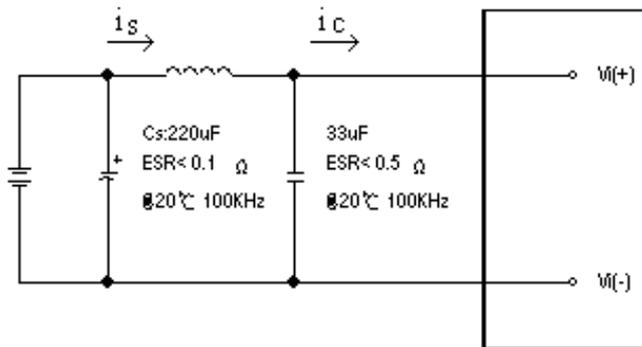 is
ic
Vi(+)
Cs:220uF
ESR< 0.1 Ω
@20℃ 100KHz
33uF
ESR< 0.5 Ω
@20℃ 100KHz
+
Vi(-)